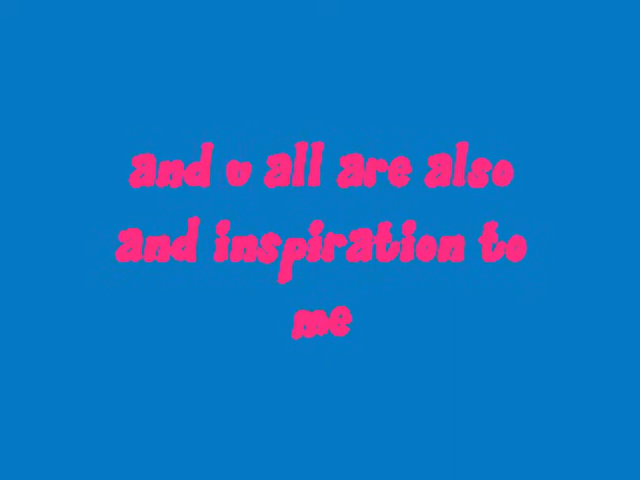 and v all are also
and inspiration to
me